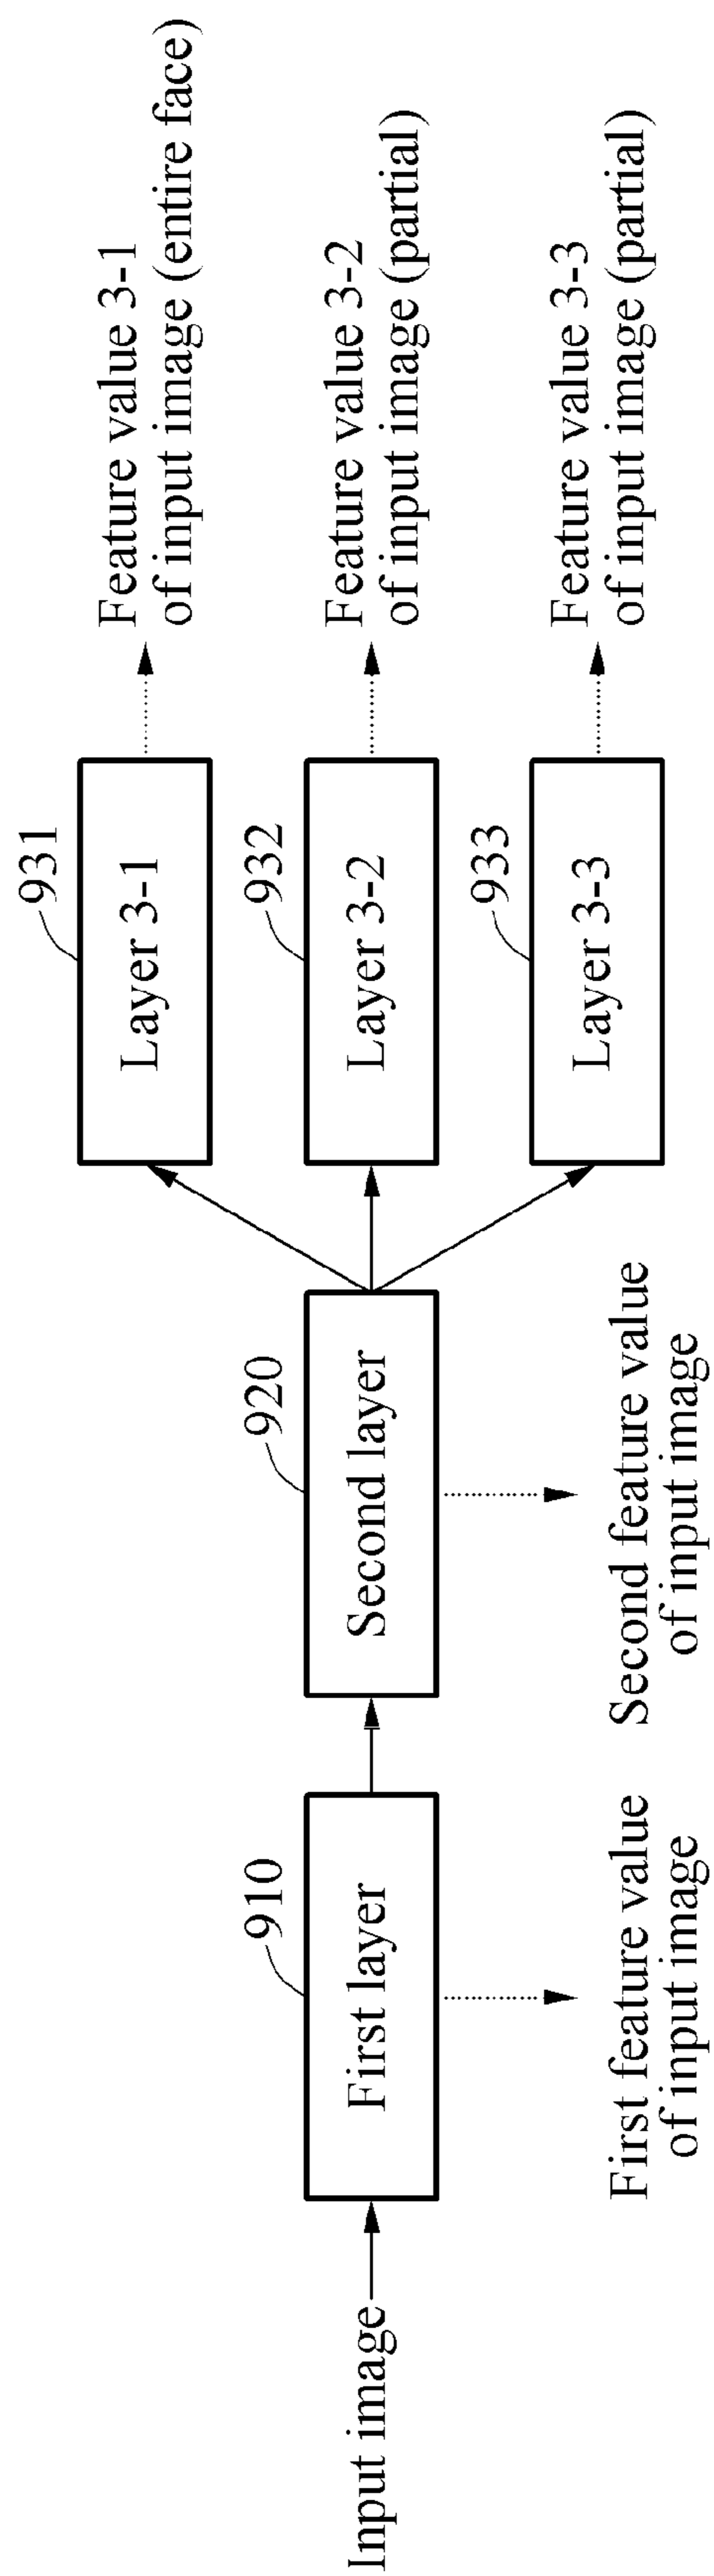 Input image
910
First layer
First feature value
of input image
920
Second layer
Second feature value
of input image
931
Layer 3-1
Feature value 3-1
of input image (entire face)
932
Layer 3-2
Feature value 3-2
of input image (partial)
933
Layer 3-3
Feature value 3-3
of input image (partial)